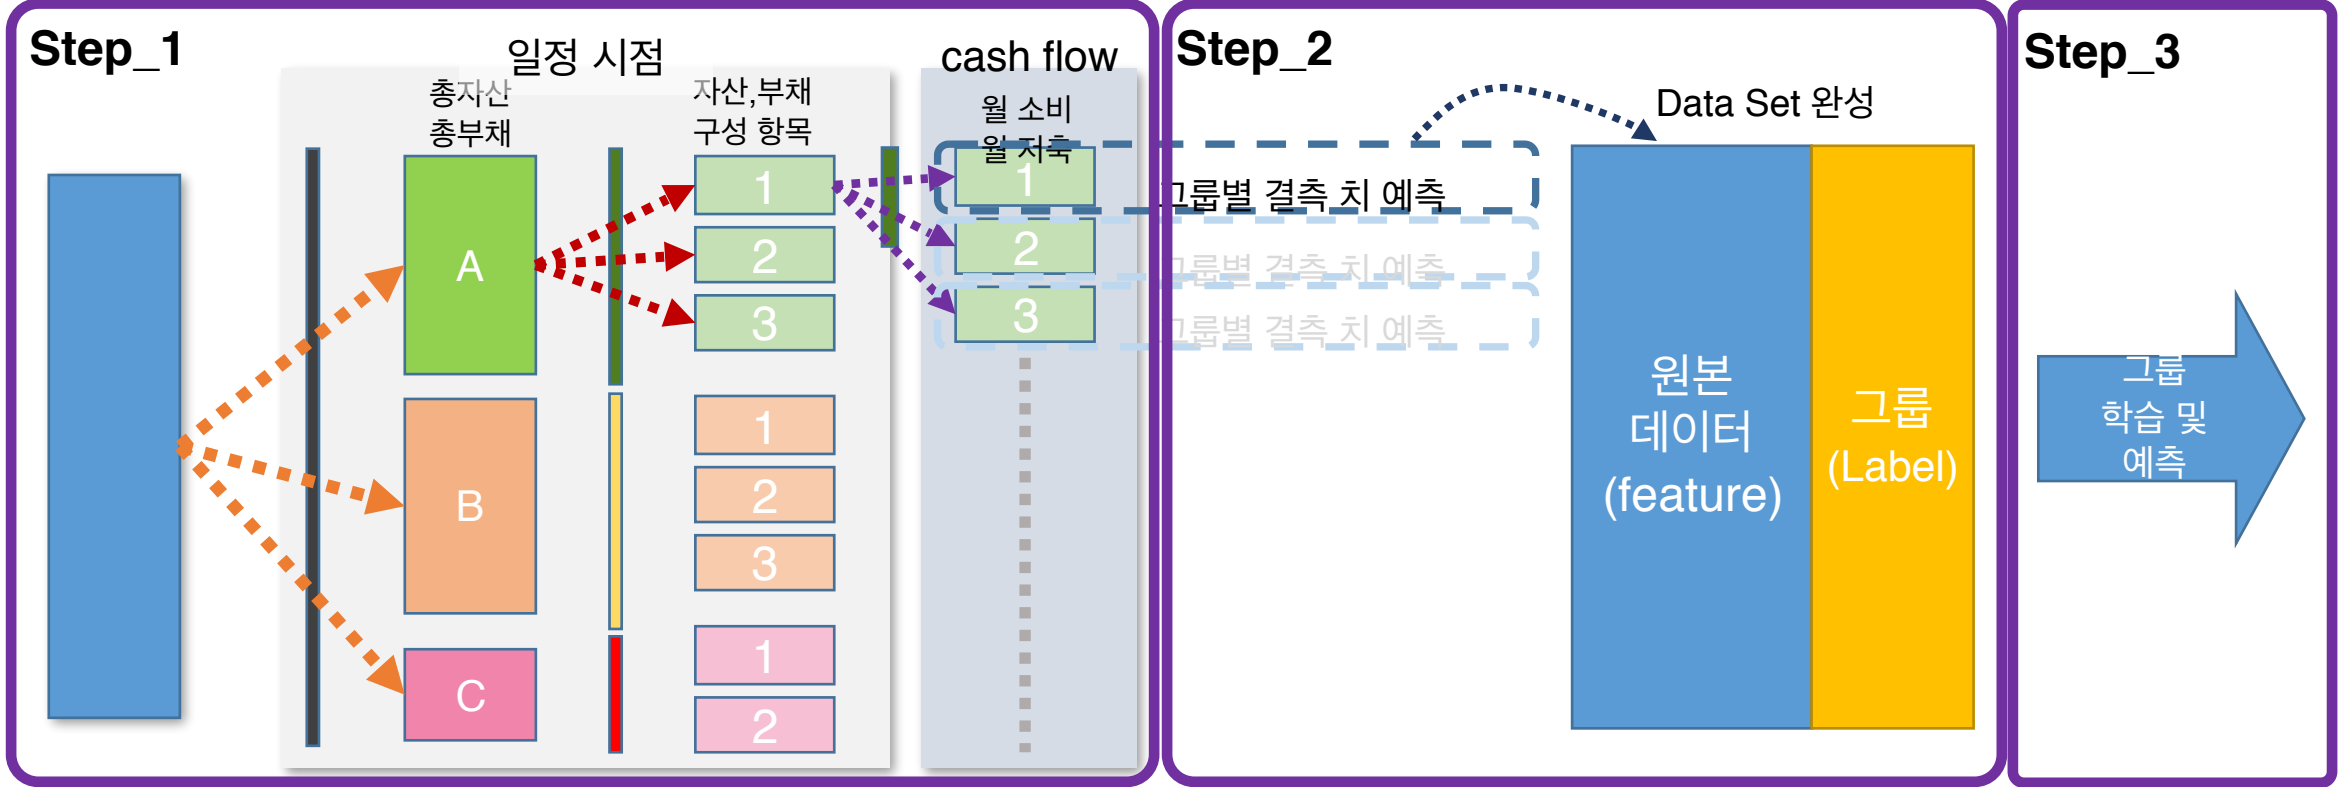 Step_1
일정 시점
총자산
총부채
자산,부채
구성 항목
cash flow
월 소비
월 저축
A
B
C
1
2
3
1
2
3
1
2
1
2
3
Step_2
그룹별 결측 치 예측
그룹별 결측 치 예측
그룹별 결측 치 예측
Data Set 완성
원본
데이터
(feature)
그룹
(Label)
Step_3
그룹
학습 및
예측